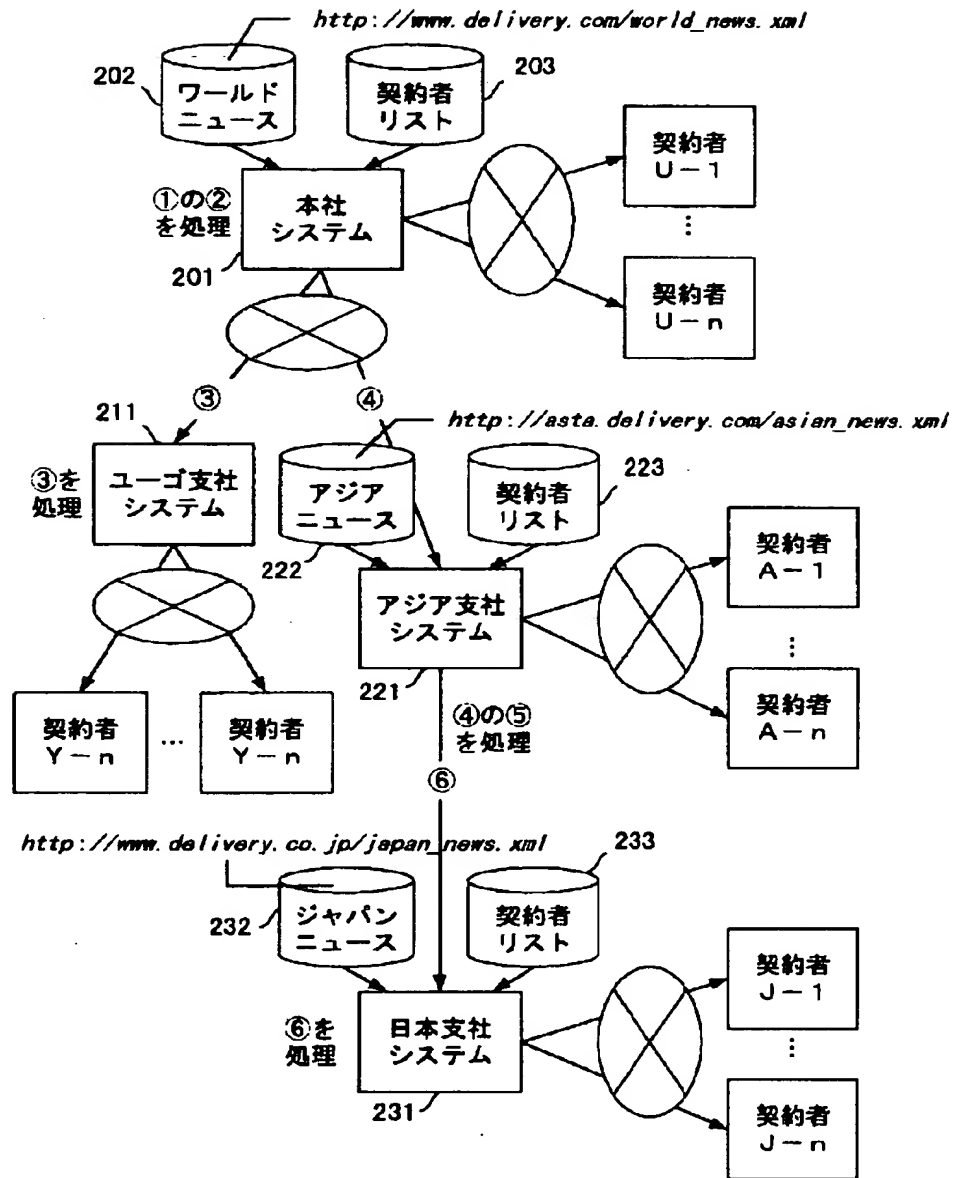 http://www.delivery.com/world_news.xml
202
ワールド
ニュース
契約者
リスト
203
①の②
を処理
本社
システム
201
契約者
U－1
⋮
契約者
U－n
③
④
211
http://asta.delivery.com/asian_news.xml
③を
処理
ユーゴ支社
システム
アジア
ニュース
222
契約者
リスト
223
アジア支社
システム
221
契約者
A－1
⋮
契約者
A－n
契約者
Y－n
…
契約者
Y－n
④の⑤
を処理
⑥
http://www.delivery.co.jp/japan_news.xml
233
232
ジャパン
ニュース
契約者
リスト
⑥を
処理
日本支社
システム
231
契約者
J－1
⋮
契約者
J－n